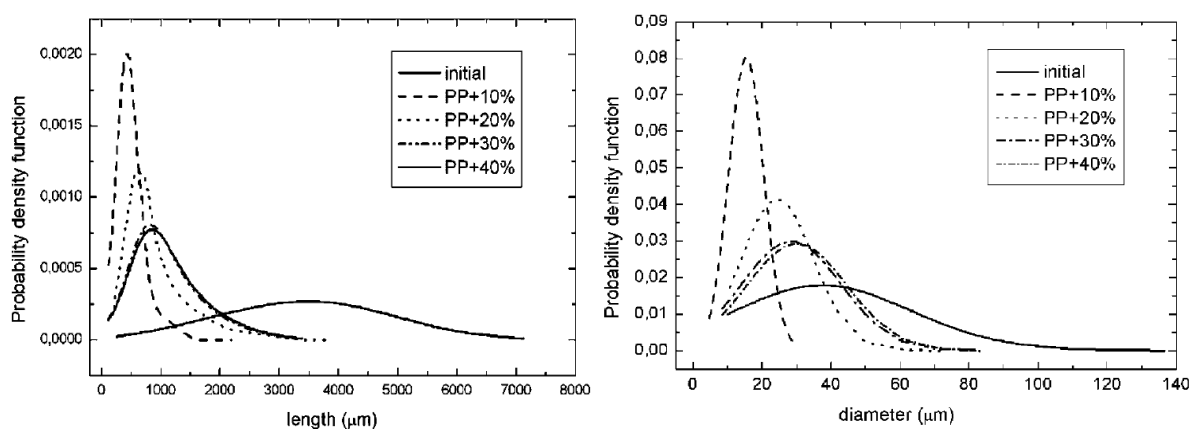 Probability density function
0,0020
0,0015
0,0010
0,0005
0,0000
initial
PP+10%
PP+20%
PP+30%
PP+40%
0 1000 2000 3000 4000 5000 6000 7000 8000
length (μm)
Probability density function
0,09
0,08
0,07
0,06
0,05
0,04
0,03
0,02
0,01
0,00
initial
PP+10%
PP+20%
PP+30%
PP+40%
0 20 40 60 80 100 120 140
diameter (μm)